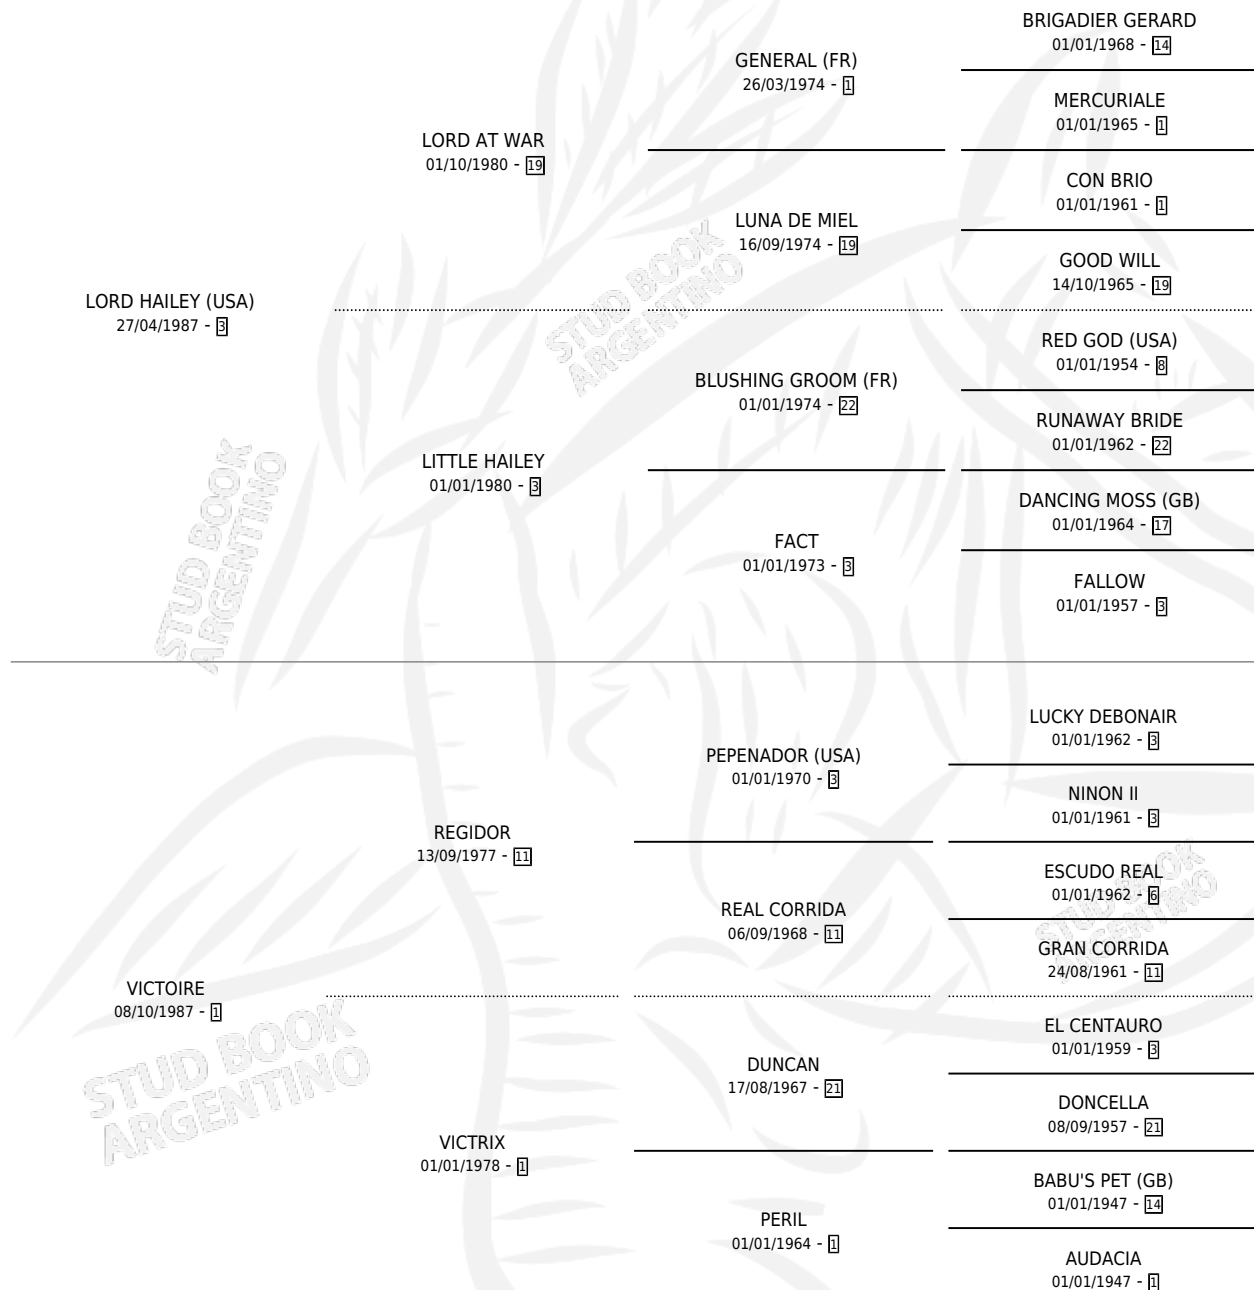 BRIGADIER GERARD
01/01/1968 - 14
GENERAL (FR)
26/03/1974 - 1
MERCURIALE
01/01/1965 - 1
LORD AT WAR
01/10/1980 - 19
CON BRIO
01/01/1961 - 1
LUNA DE MIEL
16/09/1974 - 19
GOOD WILL
14/10/1965 - 19
LORD HAILEY (USA)
27/04/1987 - 3
RED GOD (USA)
01/01/1954 - 8
BLUSHING GROOM (FR)
01/01/1974 - 22
RUNAWAY BRIDE
01/01/1962 - 22
LITTLE HAILEY
01/01/1980 - 3
DANCING MOSS (GB)
01/01/1964 - 17
FACT
01/01/1973 - 3
FALLOW
01/01/1957 - 3
STUD BOOK
ARGENTINO
STUD BOOK
ARGENTINO
LUCKY DEBONAIR
01/01/1962 - 3
PEPENADOR (USA)
01/01/1970 - 3
NINON II
01/01/1961 - 3
REGIDOR
13/09/1977 - 11
ESCUDO REAL
01/01/1962 - 6
REAL CORRIDA
06/09/1968 - 11
GRAN CORRIDA
24/08/1961 - 11
STUD BOOK
ARGENTINO
VICTOIRE
08/10/1987 - 1
EL CENTAURO
01/01/1959 - 3
DUNCAN
17/08/1967 - 21
DONCELLA
08/09/1957 - 21
VICTRIX
01/01/1978 - 1
BABU'S PET (GB)
01/01/1947 - 14
PERIL
01/01/1964 - 1
AUDACIA
01/01/1947 - 1
STUD BOOK
ARGENTINO